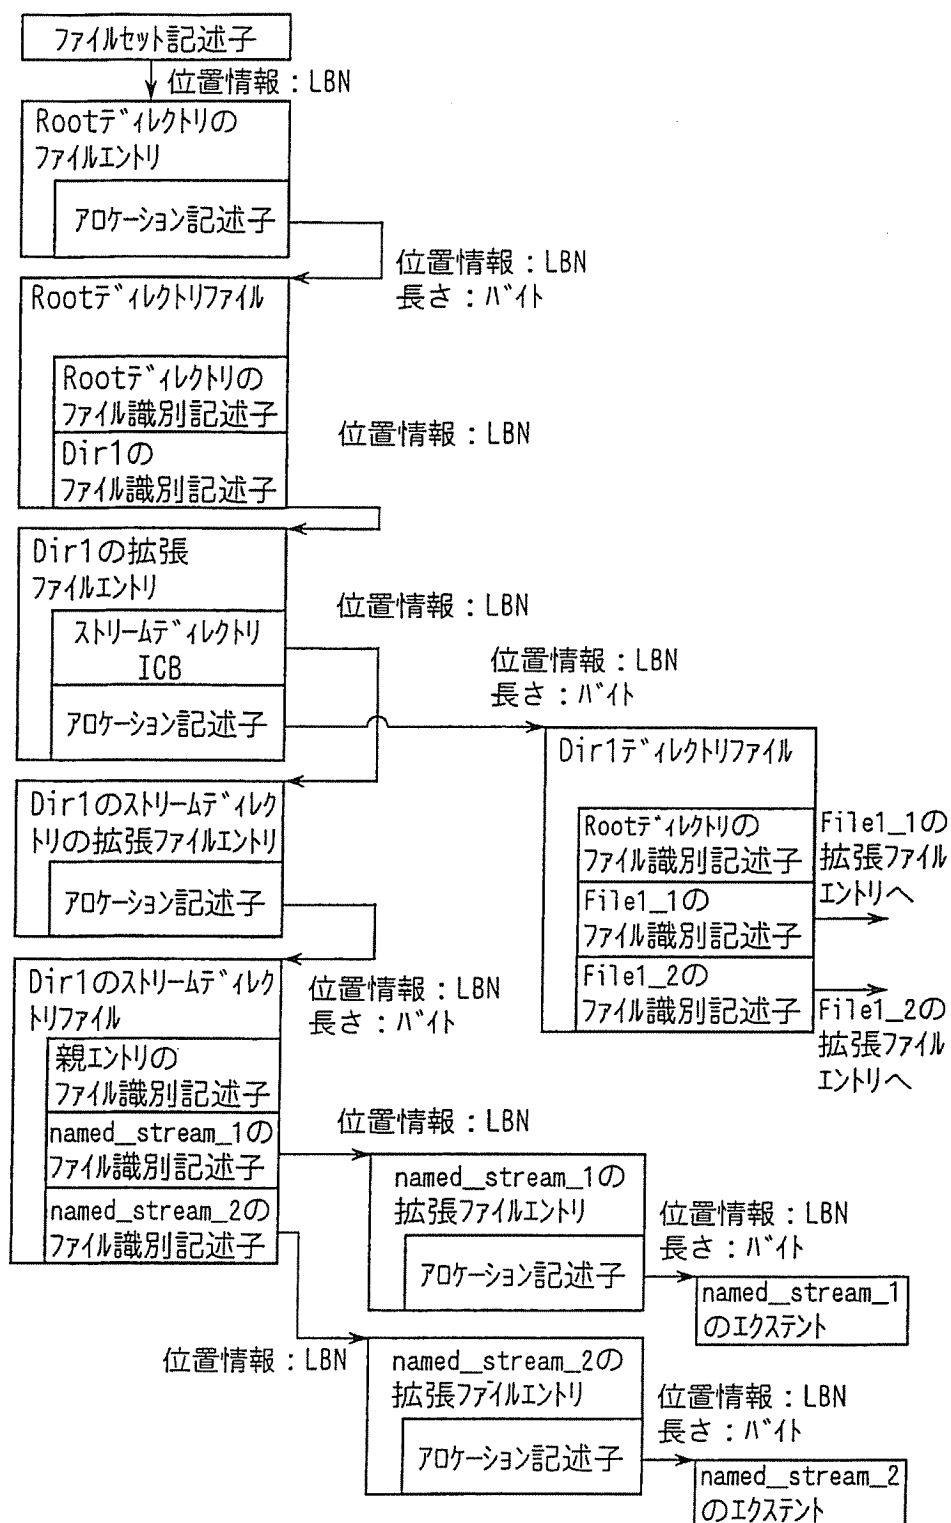 ファイルセット記述子
位置情報：LBN
Rootディレクトリの
ファイルエントリ
アロケーション記述子
位置情報：LBN
長さ：バイト
Rootディレクトリファイル
Rootディレクトリの
ファイル識別記述子
Dir1の
ファイル識別記述子
位置情報：LBN
Dir1の拡張
ファイルエントリ
ストリームディレクトリ
ICB
アロケーション記述子
位置情報：LBN
位置情報：LBN
長さ：バイト
Dir1ディレクトリファイル
Rootディレクトリの
ファイル識別記述子
File1_1の
ファイル識別記述子
File1_2の
ファイル識別記述子
File1_1の
拡張ファイル
エントリへ
File1_2の
拡張ファイル
エントリへ
Dir1のストリームディレク
トリの拡張ファイルエントリ
アロケーション記述子
位置情報：LBN
長さ：バイト
Dir1のストリームディレク
トリファイル
親エントリの
ファイル識別記述子
named_stream_1の
ファイル識別記述子
named_stream_2の
ファイル識別記述子
位置情報：LBN
named_stream_1の
拡張ファイルエントリ
アロケーション記述子
位置情報：LBN
長さ：バイト
named_stream_1
のエクステント
位置情報：LBN
named_stream_2の
拡張ファイルエントリ
アロケーション記述子
位置情報：LBN
長さ：バイト
named_stream_2
のエクステント